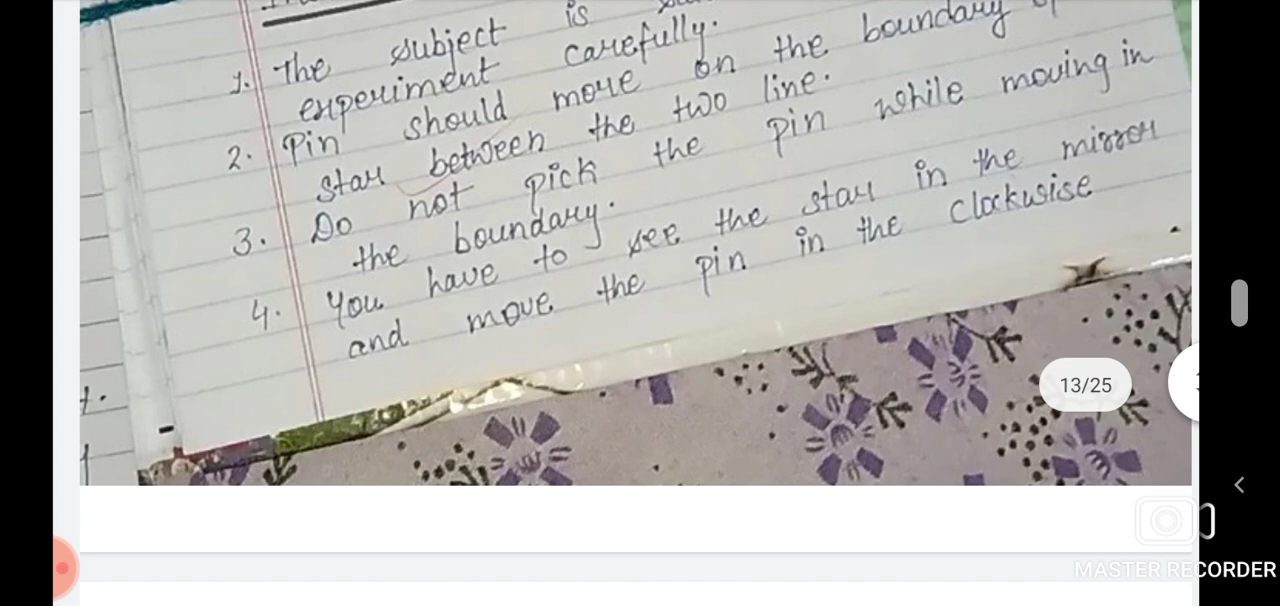 1. The subject is
experiment carefully.
2. Pin should move on the boundary of
star between the two line.
3. Do not pick the pin while moving in
the boundary.
4. You have to see the star in the mirror
and move the pin in the clockwise
13/25
MASTER RECORDER